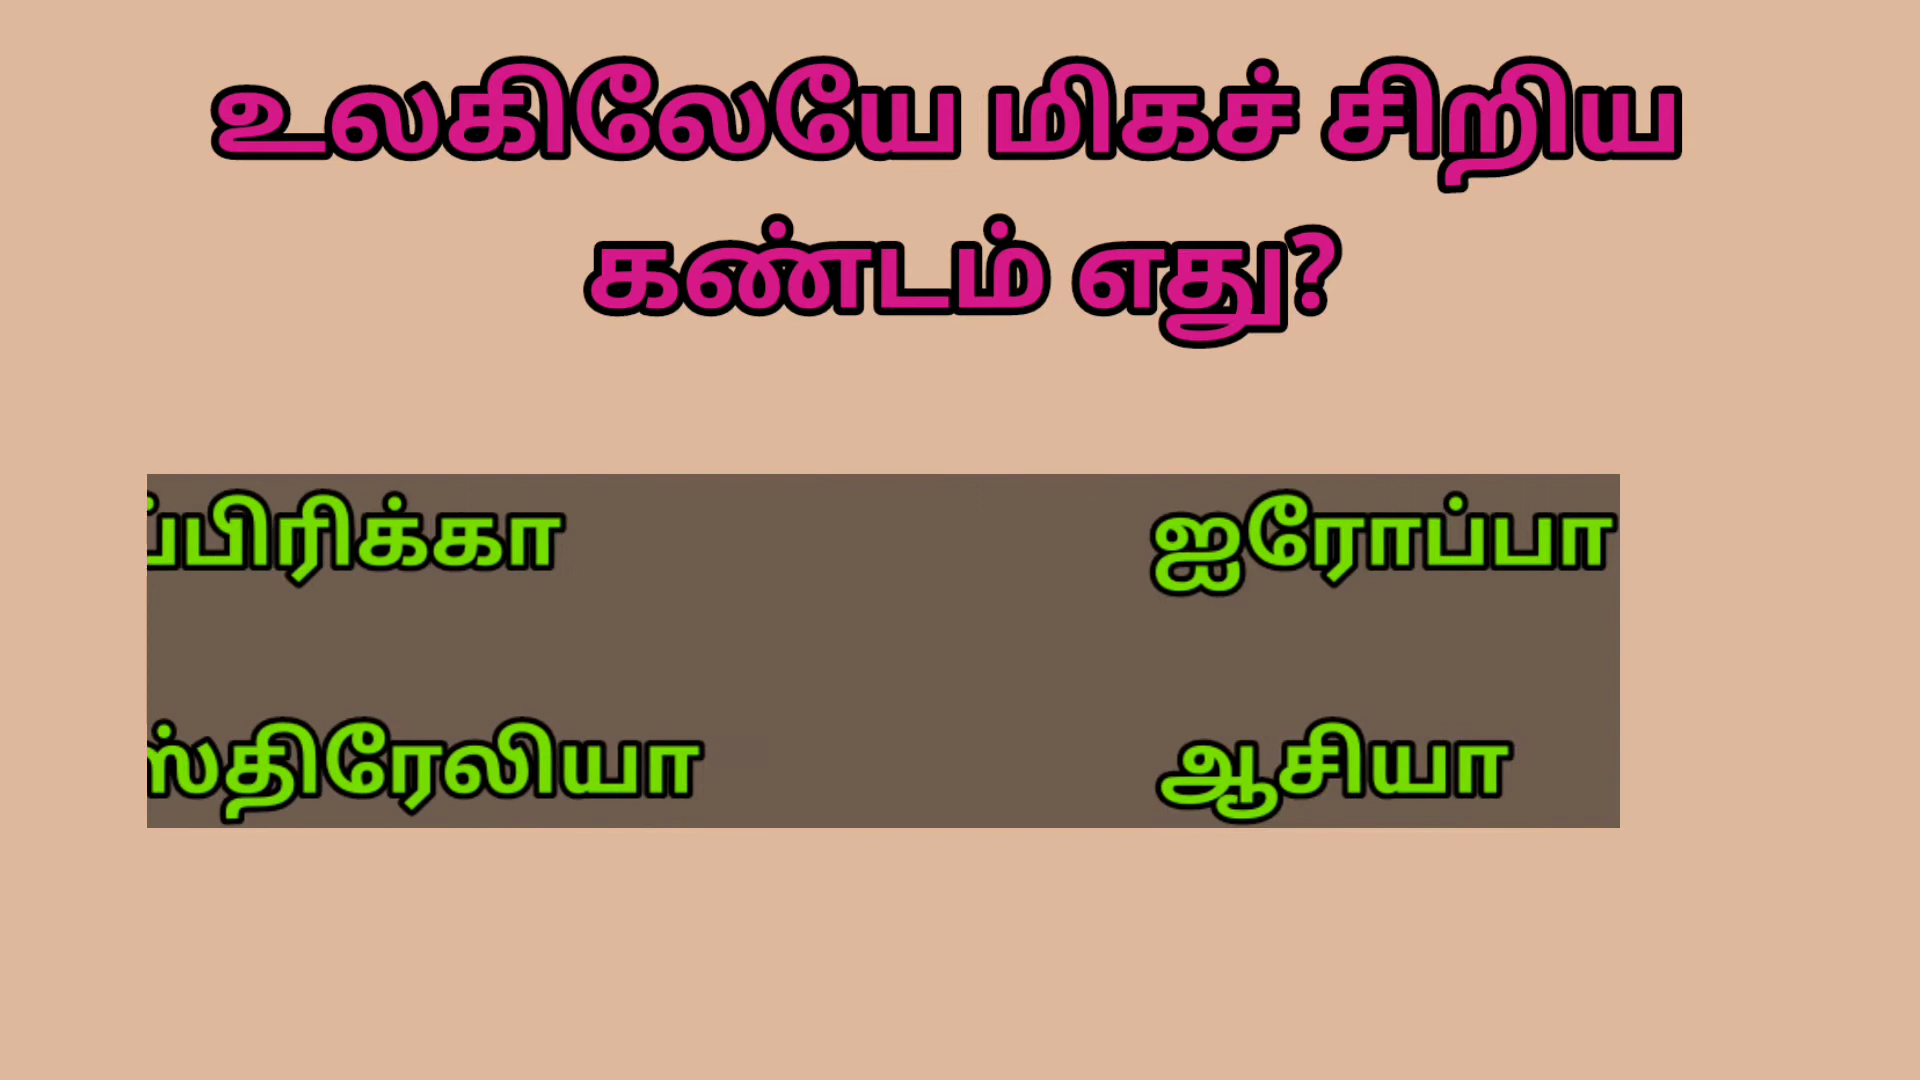 உலகிலேயே மிகச் சிறிய
கண்டம் எது?
ஐரோப்பா
ஆசியா